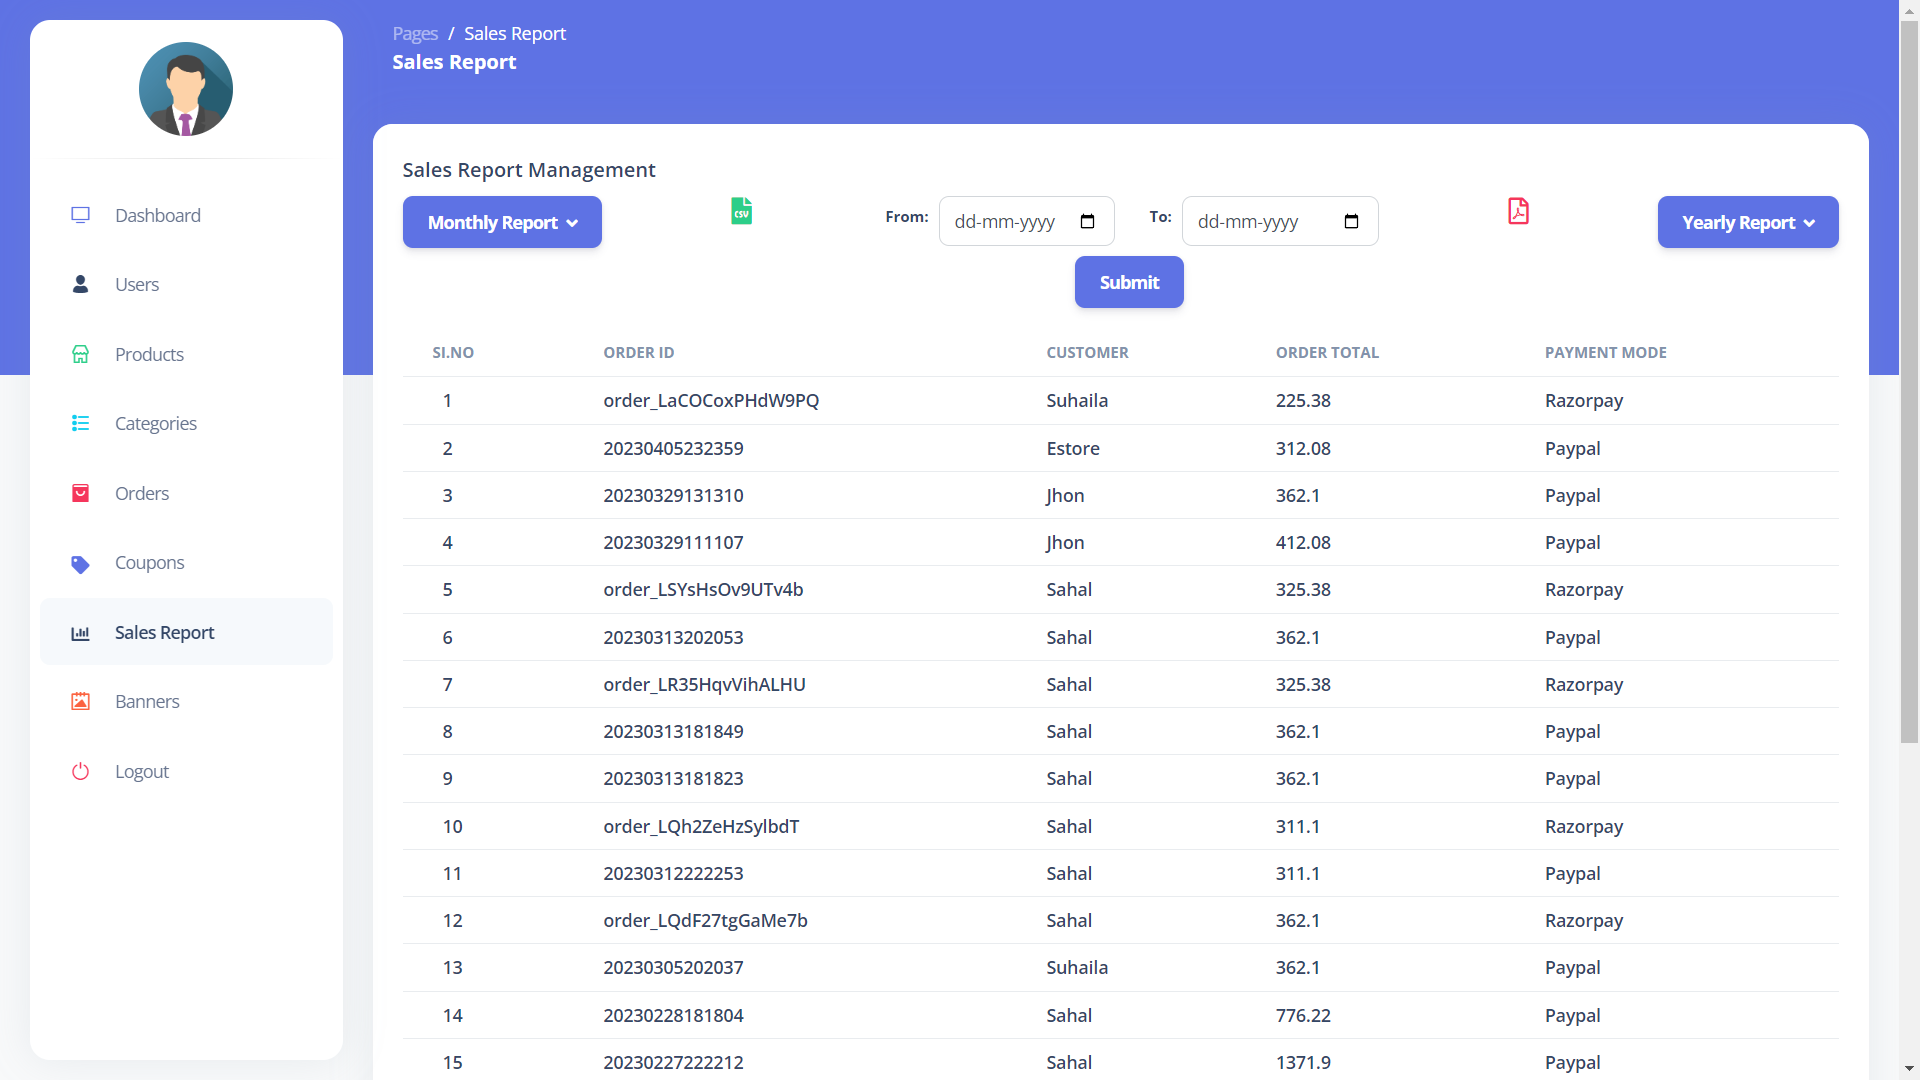 Pages / Sales Report
Sales Report
Dashboard
Users
Products
Categories
Orders
Coupons
Sales Report
Banners
Logout
Sales Report Management
Monthly Report
CSV
From: dd-mm-yyyy To: dd-mm-yyyy
Yearly Report
Submit
SI.NO ORDER ID CUSTOMER ORDER TOTAL PAYMENT MODE
1 order_LaCOCoxPHdW9PQ Suhaila 225.38 Razorpay
2 20230405232359 Estore 312.08 Paypal
3 20230329131310 Jhon 362.1 Paypal
4 20230329111107 Jhon 412.08 Paypal
5 order_LSYsHsOv9UTv4b Sahal 325.38 Razorpay
6 20230313202053 Sahal 362.1 Paypal
7 order_LR35HqvVihALHU Sahal 325.38 Razorpay
8 20230313181849 Sahal 362.1 Paypal
9 20230313181823 Sahal 362.1 Paypal
10 order_LQh2ZeHzSylbdT Sahal 311.1 Razorpay
11 20230312222253 Sahal 311.1 Paypal
12 order_LQdF27tgGaMe7b Sahal 362.1 Razorpay
13 20230305202037 Suhaila 362.1 Paypal
14 20230228181804 Sahal 776.22 Paypal
15 20230227222212 Sahal 1371.9 Paypal